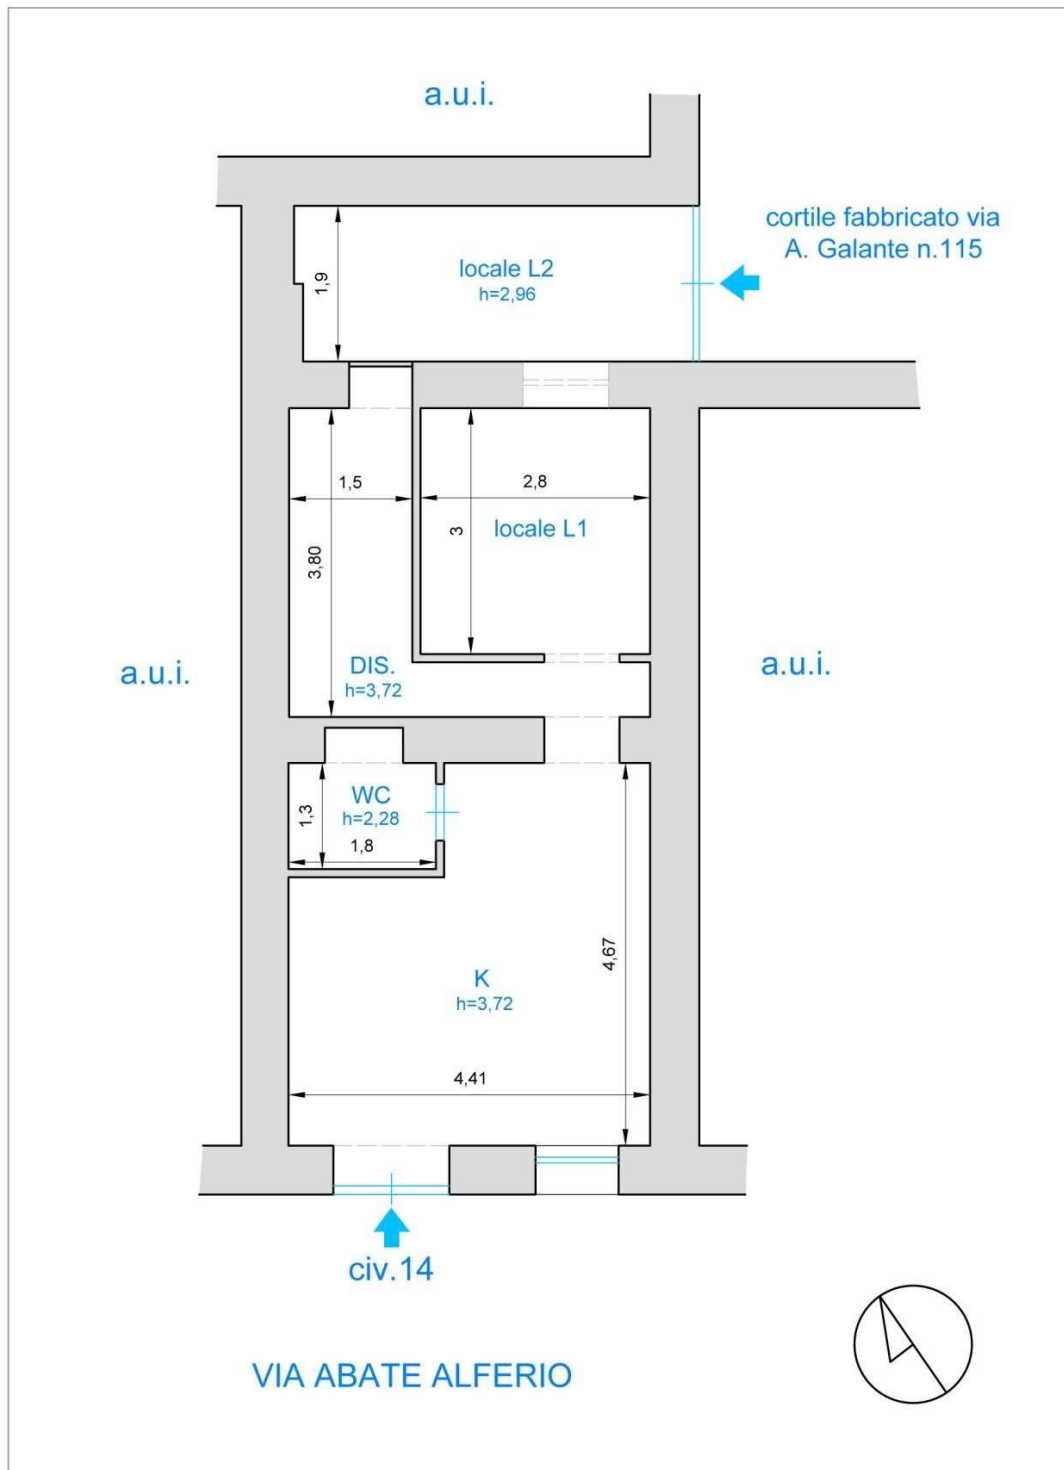 a.u.i.
cortile fabbricato via
A. Galante n.115
locale L2
h=2,96
1,9
1,5
2,8
3
locale L1
3,80
DIS.
h=3,72
a.u.i.
a.u.i.
WC
h=2,28
1,3
1,8
4,67
K
h=3,72
4,41
civ.14
VIA ABATE ALFERIO